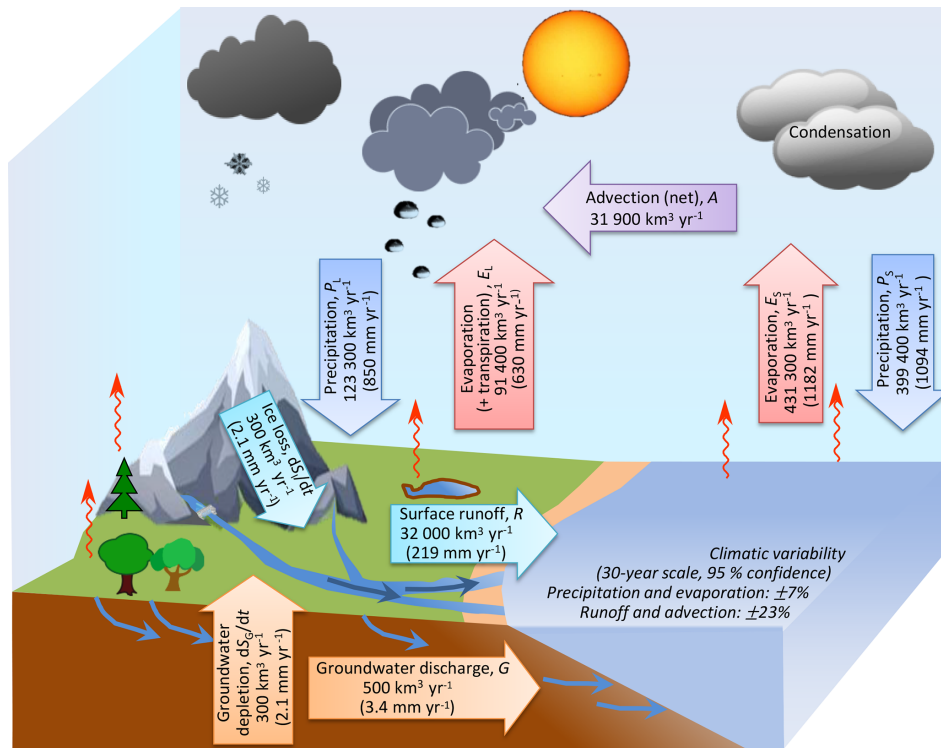 Condensation
Advection (net), A
31 900 km³ yr⁻¹
Precipitation, P_L
123 300 km³ yr⁻¹
(850 mm yr⁻¹)
Evaporation
(+ transpiration), E_L
91 400 km³ yr⁻¹
(630 mm yr⁻¹)
Evaporation, E_S
431 300 km³ yr⁻¹
(1182 mm yr⁻¹ )
Precipitation, P_S
399 400 km³ yr⁻¹
(1094 mm yr⁻¹ )
Ice loss, dS_I/dt
300 km³ yr⁻¹
(2.1 mm yr⁻¹)
Surface runoff, R
32 000 km³ yr⁻¹
(219 mm yr⁻¹)
Climatic variability
(30-year scale, 95 % confidence)
Precipitation and evaporation: ±7%
Runoff and advection: ±23%
Groundwater
depletion, dS_G/dt
300 km³ yr⁻¹
(2.1 mm yr⁻¹)
Groundwater discharge, G
500 km³ yr⁻¹
(3.4 mm yr⁻¹)